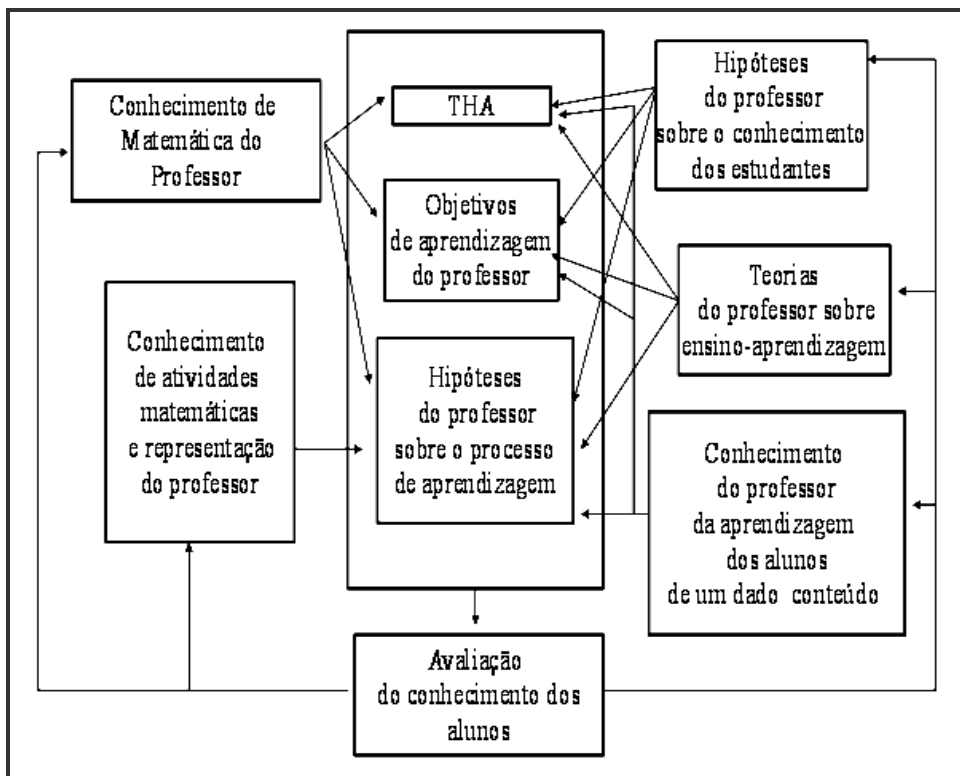 Conhecimento de
Matemática do
Professor
Conhecimento
de atividades
matemáticas
e representação
do professor
THA
Objetivos
de aprendizagem
do professor
Hipóteses
do professor
sobre o processo
de aprendizagem
Hipóteses
do professor
sobre o conhecimento
dos estudantes
Teorias
do professor sobre
ensino-aprendizagem
Conhecimento
do professor
da aprendizagem
dos alunos
de um dado conteúdo
Avaliação
do conhecimento dos
alunos